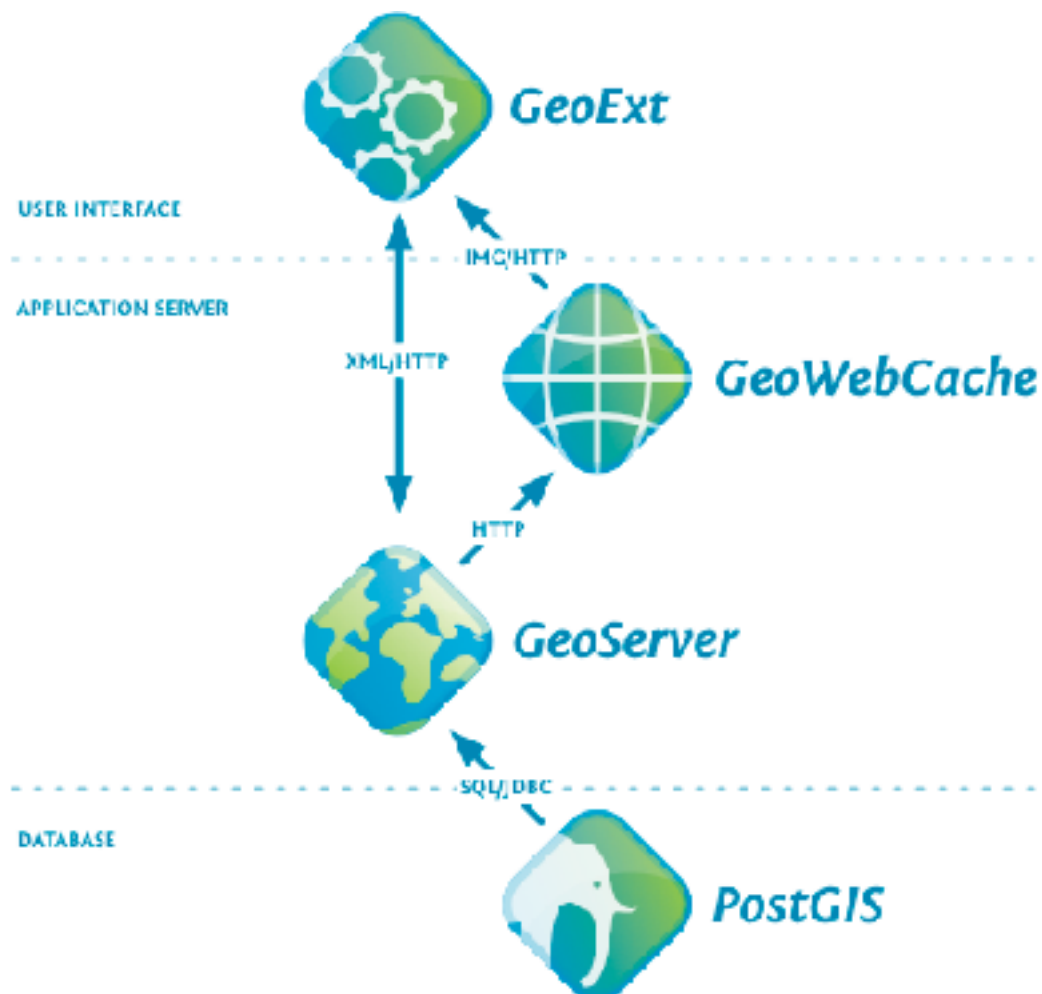 GeoExt
USER INTERFACE
IMG/HTTP
APPLICATION SERVER
XML/HTTP
GeoWebCache
HTTP
GeoServer
SQL/JDBC
DATABASE
PostGIS